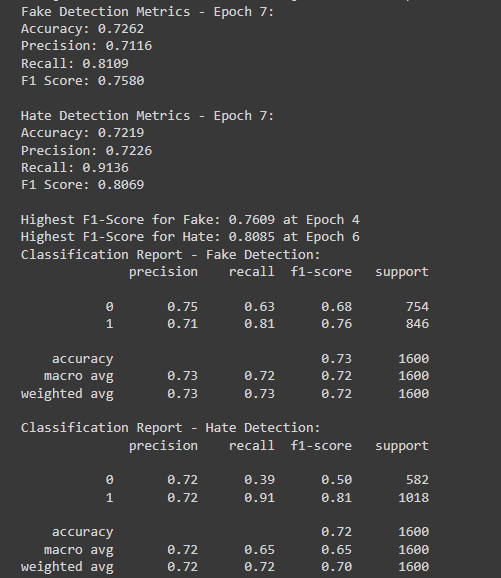 Fake Detection Metrics - Epoch 7:
Accuracy: 0.7262
Precision: 0.7116
Recall: 0.8109
F1 Score: 0.7580
Hate Detection Metrics - Epoch 7:
Accuracy: 0.7219
Precision: 0.7226
Recall: 0.9136
F1 Score: 0.8069
Highest F1-Score for Fake: 0.7609 at Epoch 4
Highest F1-Score for Hate: 0.8085 at Epoch 6
Classification Report - Fake Detection:
precision recall f1-score support
0 0.75 0.63 0.68 754
1 0.71 0.81 0.76 846
accuracy 0.73 1600
macro avg 0.73 0.72 0.72 1600
weighted avg 0.73 0.73 0.72 1600
Classification Report - Hate Detection:
precision recall f1-score support
0 0.72 0.39 0.50 582
1 0.72 0.91 0.81 1018
accuracy 0.72 1600
macro avg 0.72 0.65 0.65 1600
weighted avg 0.72 0.72 0.70 1600